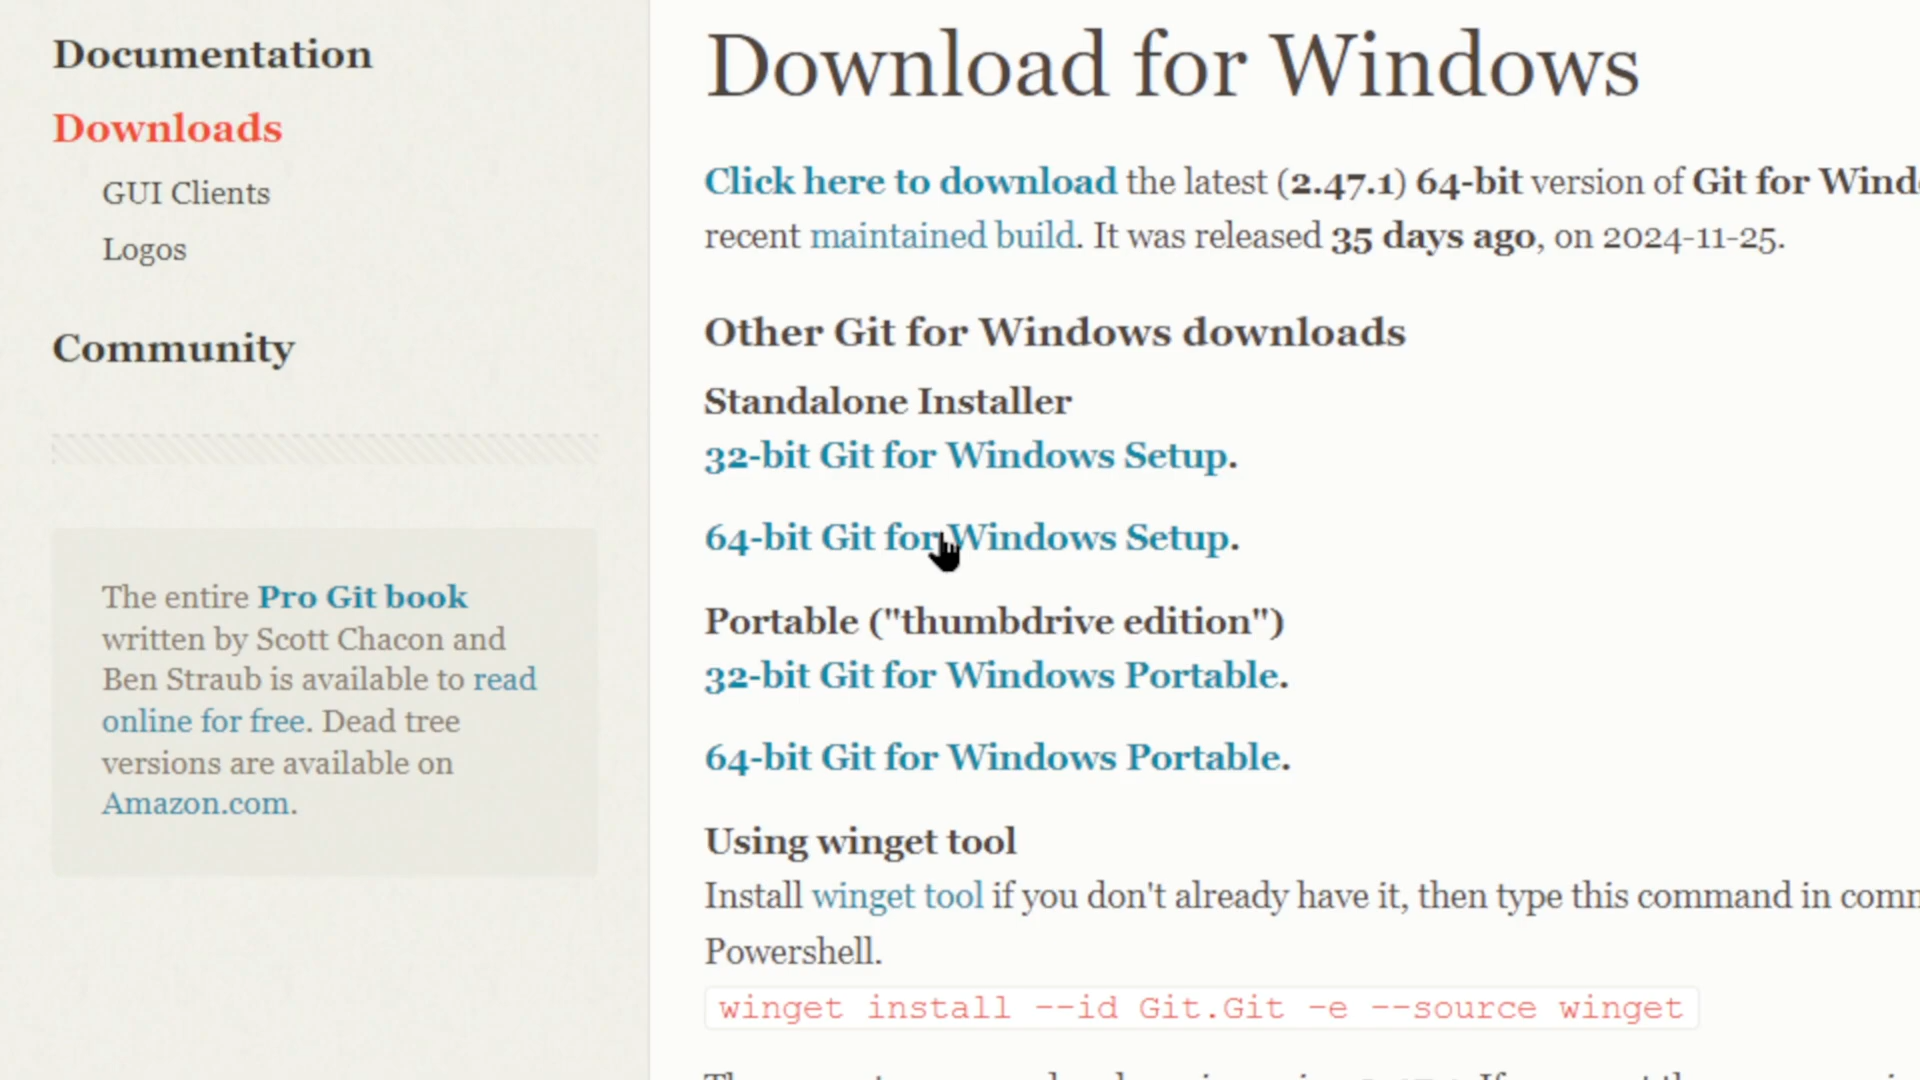 Documentation
Downloads
GUI Clients
Logos
Community
The entire Pro Git book
written by Scott Chacon and
Ben Straub is available to read
online for free. Dead tree
versions are available on
Amazon.com.
Download for Windows
Click here to download the latest (2.47.1) 64-bit version of Git for
recent maintained build. It was released 35 days ago, on 2024-11-25.
Other Git for Windows downloads
Standalone Installer
32-bit Git for Windows Setup.
64-bit Git for Windows Setup.
Portable ("thumbdrive edition")
32-bit Git for Windows Portable.
64-bit Git for Windows Portable.
Using winget tool
Install winget tool if you don't already have it, then type this command in
Powershell.
winget install --id Git.Git -e --source winget